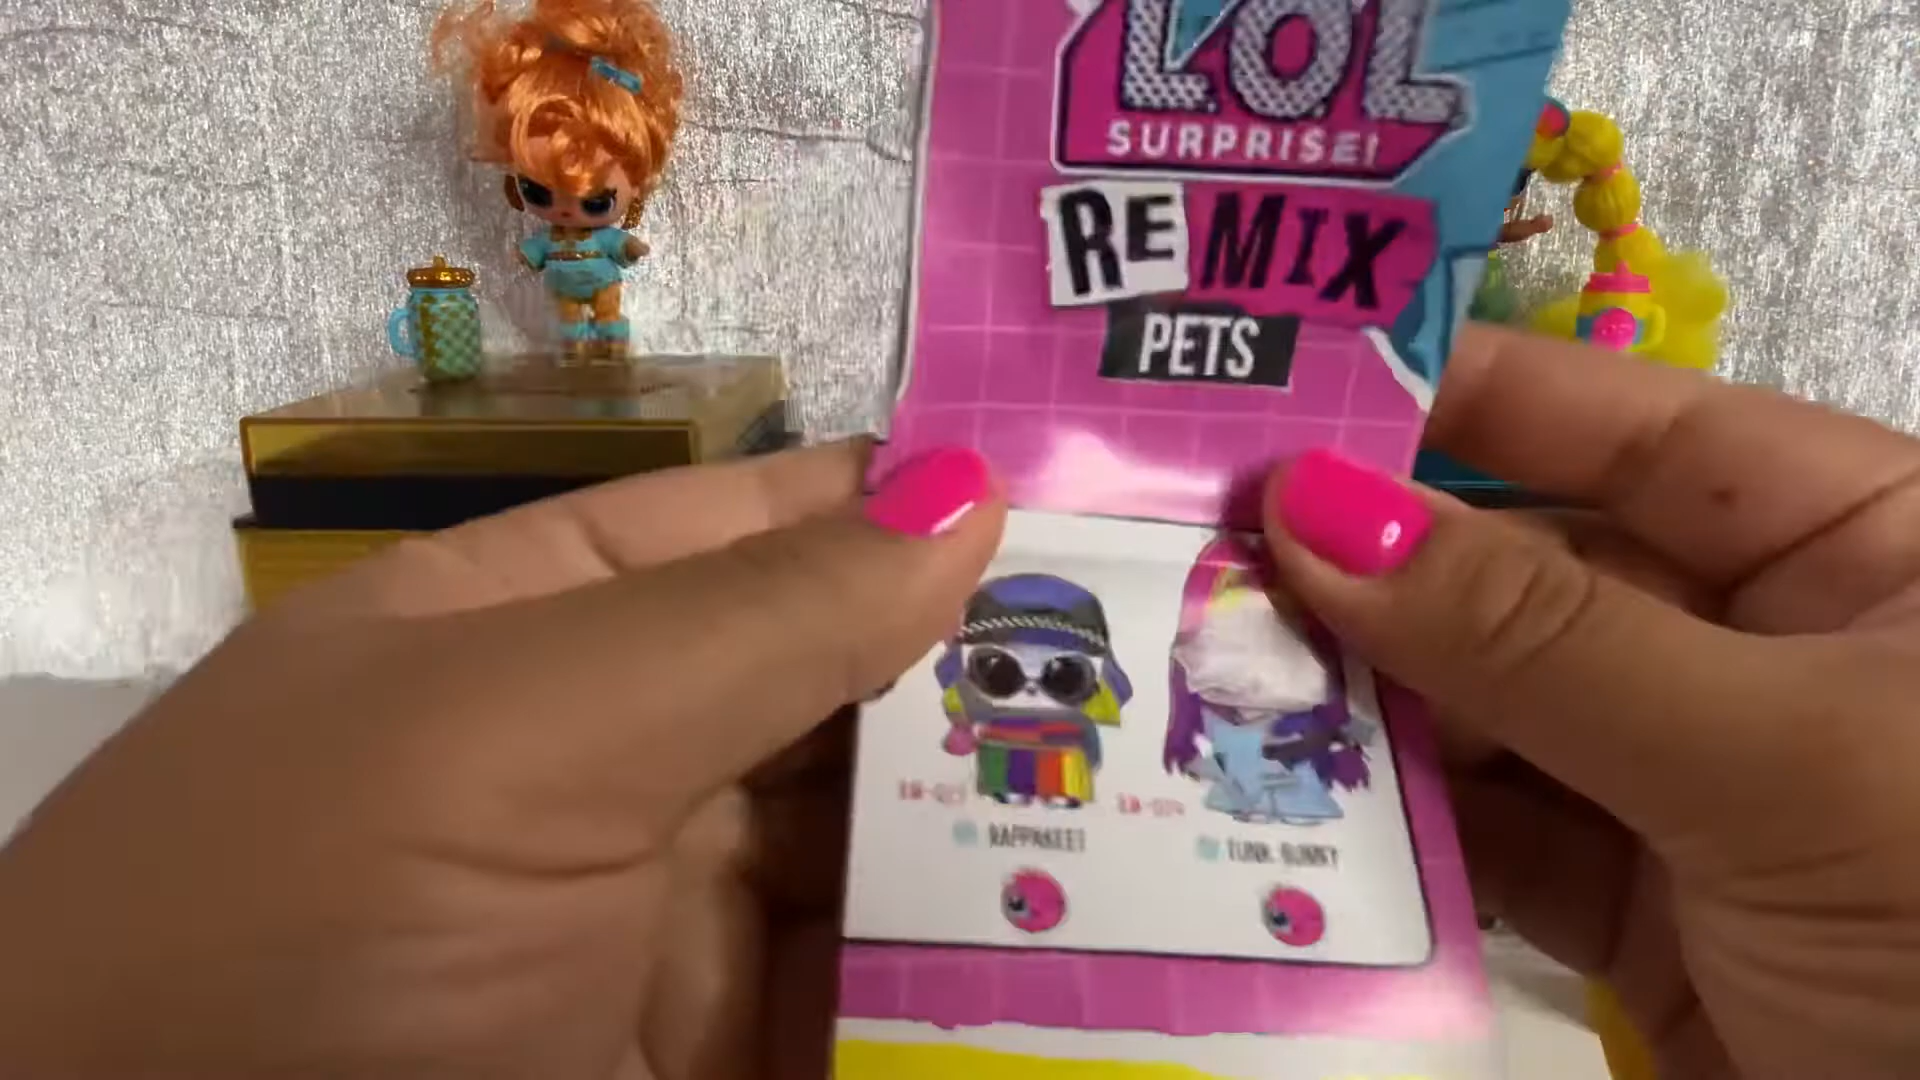 L.O.L.
SURPRISE!
REMIX
PETS
RAPPAKEET
FUNK BUNNY